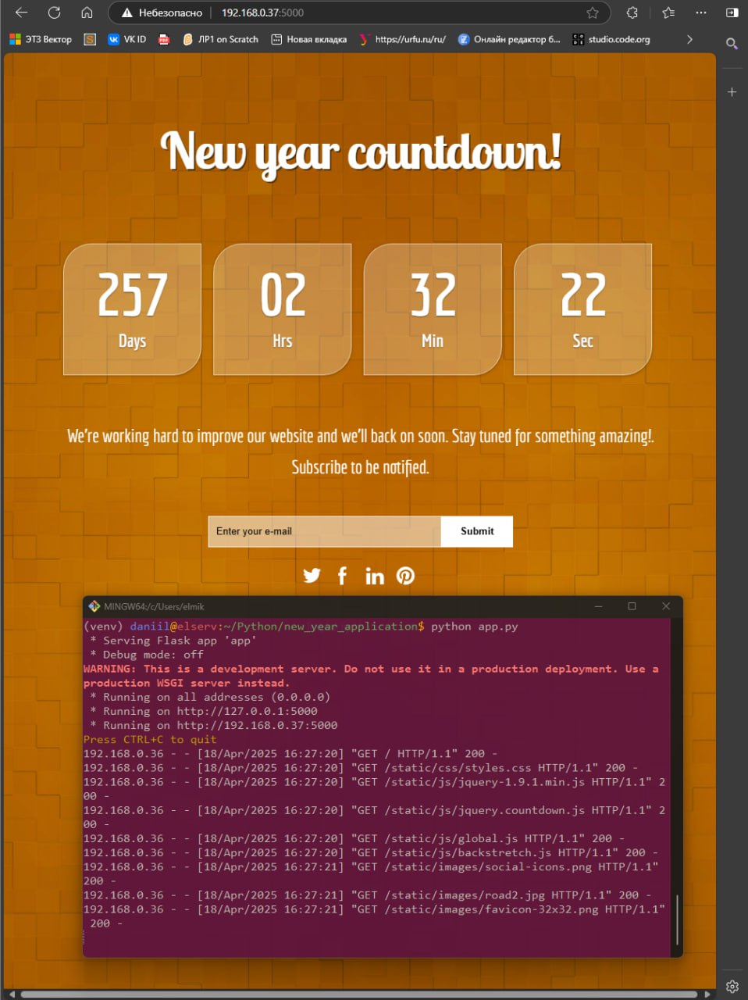 Небезопасно
192.168.0.37:5000
ЭТЗ Вектор
S
VK
VK ID
PDF
ЛР1 on Scratch
Новая вкладка
https://urfu.ru/ru/
Онлайн редактор б...
CO
DE
studio.code.org
New year countdown!
257
Days
02
Hrs
32
Min
22
Sec
We're working hard to improve our website and we'll back on soon. Stay tuned for something amazing!.
Subscribe to be notified.
Enter your e-mail
Submit
MINGW64:/c/Users/elmik
(venv) daniil@elserv:~/Python/new_year_application$ python app.py
* Serving Flask app 'app'
* Debug mode: off
WARNING: This is a development server. Do not use it in a production deployment. Use a
production WSGI server instead.
* Running on all addresses (0.0.0.0)
* Running on http://127.0.0.1:5000
* Running on http://192.168.0.37:5000
Press CTRL+C to quit
192.168.0.36 - - [18/Apr/2025 16:27:20] "GET / HTTP/1.1" 200 -
192.168.0.36 - - [18/Apr/2025 16:27:20] "GET /static/css/styles.css HTTP/1.1" 200 -
192.168.0.36 - - [18/Apr/2025 16:27:20] "GET /static/js/jquery-1.9.1.min.js HTTP/1.1" 2
00 -
192.168.0.36 - - [18/Apr/2025 16:27:20] "GET /static/js/jquery.countdown.js HTTP/1.1" 2
00 -
192.168.0.36 - - [18/Apr/2025 16:27:20] "GET /static/js/global.js HTTP/1.1" 200 -
192.168.0.36 - - [18/Apr/2025 16:27:20] "GET /static/js/backstretch.js HTTP/1.1" 200 -
192.168.0.36 - - [18/Apr/2025 16:27:21] "GET /static/images/social-icons.png HTTP/1.1"
200 -
192.168.0.36 - - [18/Apr/2025 16:27:21] "GET /static/images/road2.jpg HTTP/1.1" 200 -
192.168.0.36 - - [18/Apr/2025 16:27:21] "GET /static/images/favicon-32x32.png HTTP/1.1"
200 -